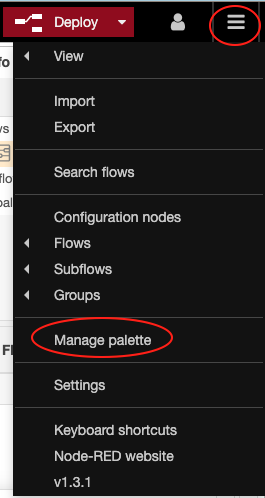 Deploy
View
Import
Export
Search flows
Configuration nodes
Flows
Subflows
Groups
Manage palette
Settings
Keyboard shortcuts
Node-RED website
v1.3.1